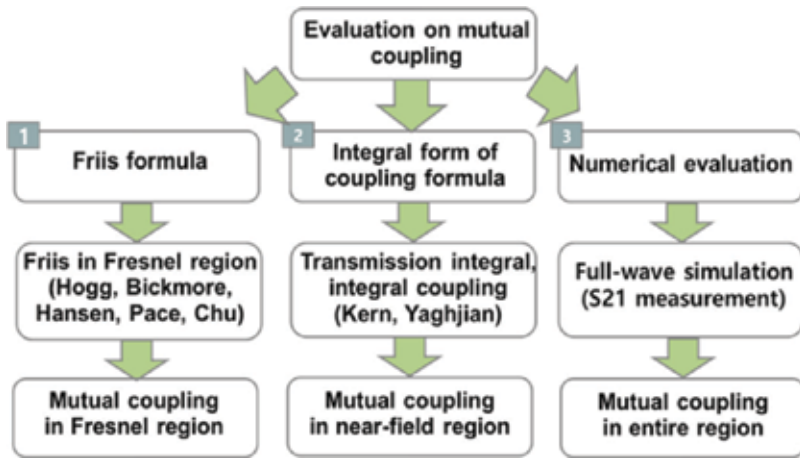 Evaluation on mutual
coupling
1
Friis formula
2
Integral form of
coupling formula
3
Numerical evaluation
Friis in Fresnel region
(Hogg, Bickmore,
Hansen, Pace, Chu)
Transmission integral,
integral coupling
(Kern, Yaghjian)
Full-wave simulation
(S21 measurement)
Mutual coupling
in Fresnel region
Mutual coupling
in near-field region
Mutual coupling
in entire region